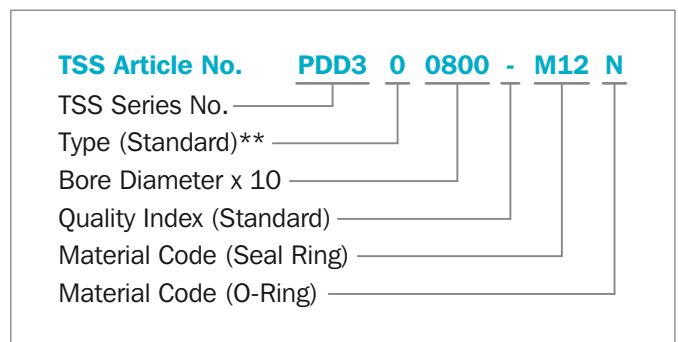 TSS Article No. PDD3 0 0800 - M12 N
TSS Series No.
Type (Standard)**
Bore Diameter x 10
Quality Index (Standard)
Material Code (Seal Ring)
Material Code (O-Ring)